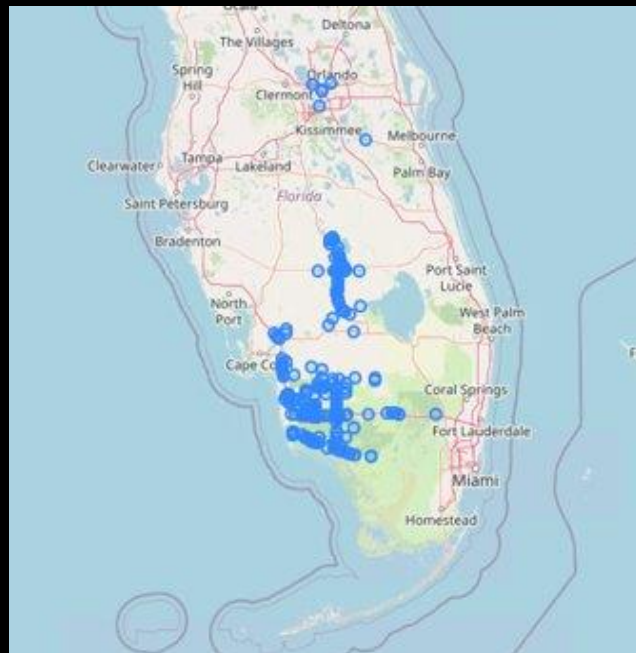 Deltona
The Villages
Spring
Hill
Orlando
Clermont
Kissimmee
Melbourne
Clearwater
Tampa
Lakeland
Palm Bay
Florida
Saint Petersburg
Bradenton
Port Saint
Lucie
North
Port
West Palm
Beach
Cape Co
Coral Springs
Fort Lauderdale
Miami
Homestead